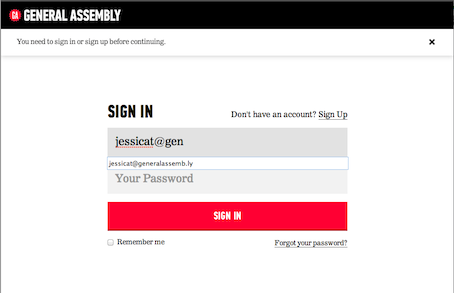 GA GENERAL ASSEMBLY
You need to sign in or sign up before continuing.
SIGN IN
Don't have an account? Sign Up
jessicat@gen
jessicat@generalassemb.ly
Your Password
SIGN IN
Remember me
Forgot your password?